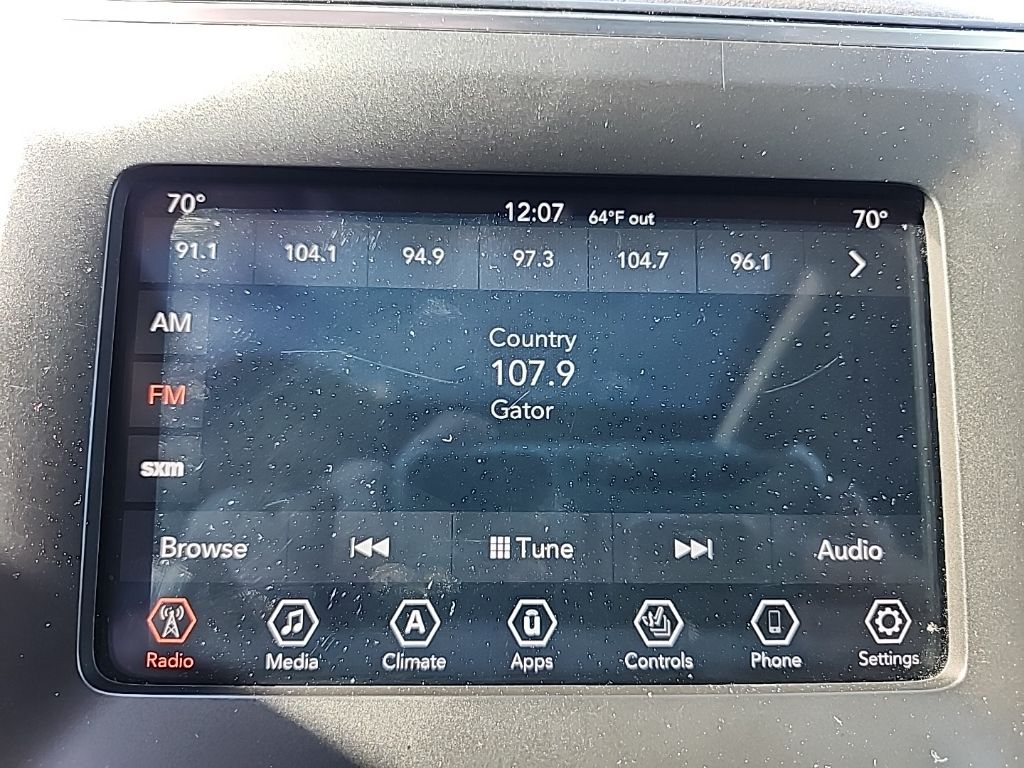 70° 12:07 64°F out 70°
91.1 104.1 94.9 97.3 104.7 96.1
AM
Country
107.9
FM
Gator
sxm
Browse Tune Audio
A ū
Radio Media Climate Apps Controls Phone Settings